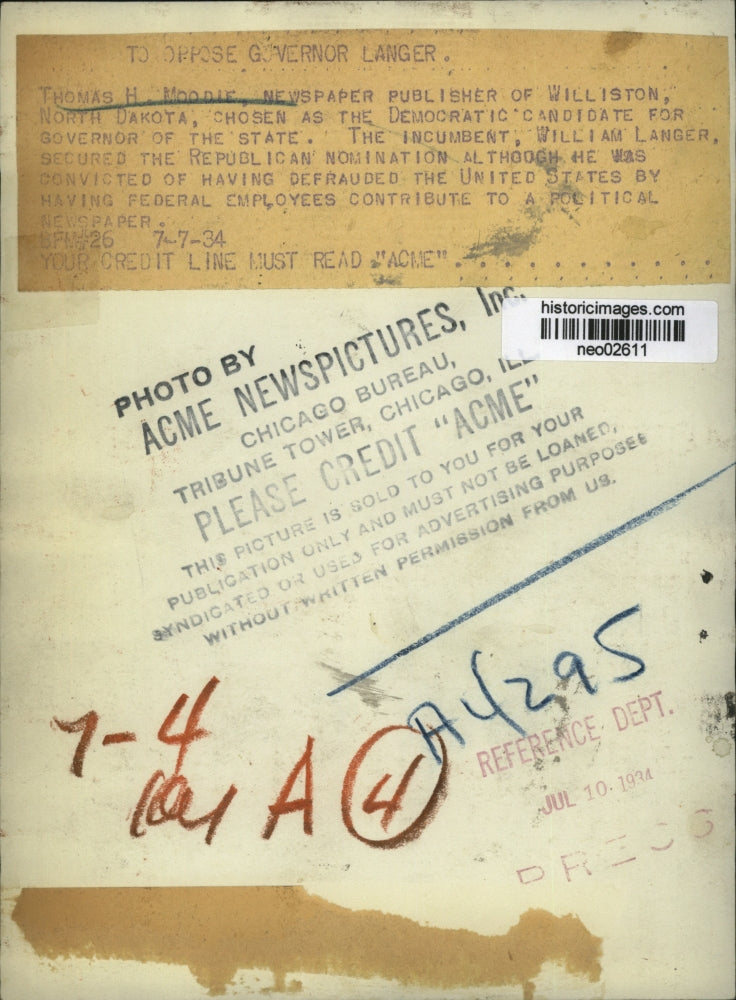 TO OPPOSE GOVERNOR LANGER.
THOMAS H. MOODIE, NEWSPAPER PUBLISHER OF WILLISTON,
NORTH DAKOTA, CHOSEN AS THE DEMOCRATIC CANDIDATE FOR
GOVERNOR OF THE STATE. THE INCUMBENT, WILLIAM LANGER,
SECURED THE REPUBLICAN NOMINATION ALTHOUGH HE WAS
CONVICTED OF HAVING DEFRAUDED THE UNITED STATES BY
HAVING FEDERAL EMPLOYEES CONTRIBUTE TO A POLITICAL
NEWSPAPER.
7-7-34
YOUR CREDIT LINE MUST READ "ACME"
historicimages.com
neo02611
PHOTO BY
ACME NEWSPICTURES, Inc.
CHICAGO BUREAU,
TRIBUNE TOWER, CHICAGO, ILL
PLEASE CREDIT "ACME"
THIS PICTURE IS SOLD TO YOU FOR YOUR
PUBLICATION ONLY AND MUST NOT BE LOANED,
SYNDICATED OR USED FOR ADVERTISING PURPOSES
WITHOUT WRITTEN PERMISSION FROM US.
A4295
7-4
A 4
REFERENCE DEPT.
JUL 10 1934
PRESS